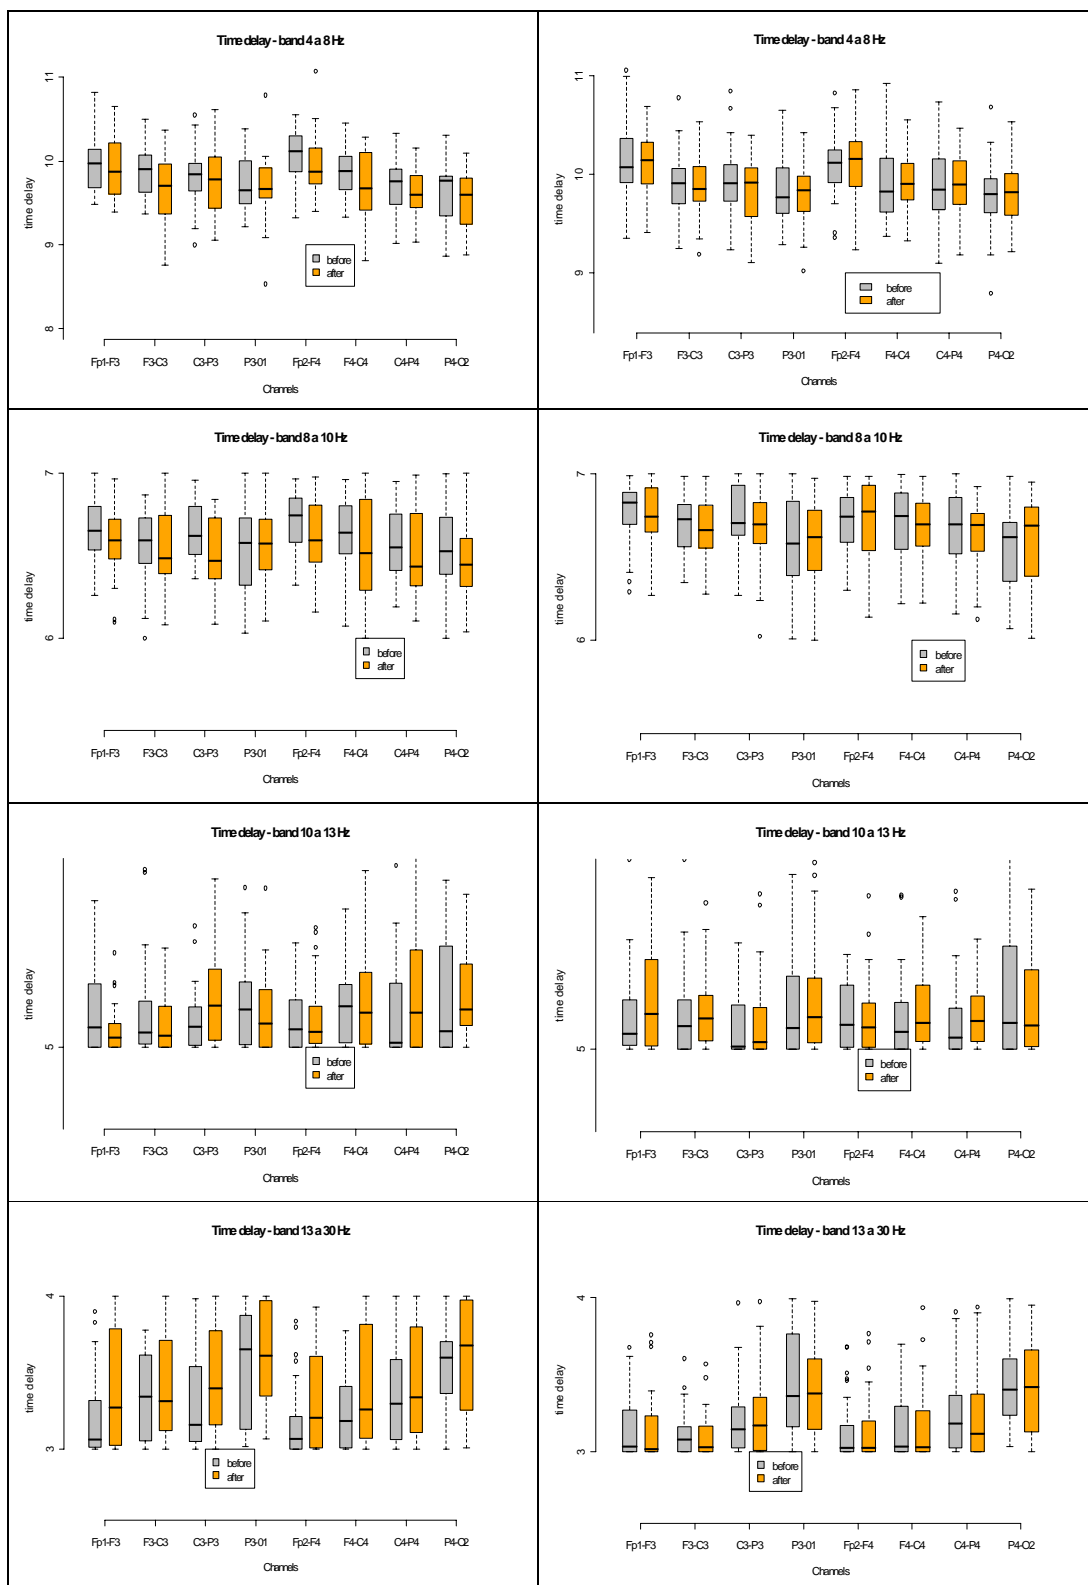 Time delay - band 4 a 8 Hz
11
10
9
8
time delay
before
after
Fp1-F3 F3-C3 C3-P3 P3-01 Fp2-F4 F4-C4 C4-P4 P4-O2
Channels
Time delay - band 4 a 8 Hz
11
10
9
time delay
before
after
Fp1-F3 F3-C3 C3-P3 P3-01 Fp2-F4 F4-C4 C4-P4 P4-O2
Channels
Time delay - band 8 a 10 Hz
7
6
time delay
before
after
Fp1-F3 F3-C3 C3-P3 P3-01 Fp2-F4 F4-C4 C4-P4 P4-O2
Channels
Time delay - band 8 a 10 Hz
7
6
time delay
before
after
Fp1-F3 F3-C3 C3-P3 P3-01 Fp2-F4 F4-C4 C4-P4 P4-O2
Channels
Time delay - band 10 a 13 Hz
5
time delay
before
after
Fp1-F3 F3-C3 C3-P3 P3-01 Fp2-F4 F4-C4 C4-P4 P4-O2
Channels
Time delay - band 10 a 13 Hz
5
time delay
before
after
Fp1-F3 F3-C3 C3-P3 P3-01 Fp2-F4 F4-C4 C4-P4 P4-O2
Channels
Time delay - band 13 a 30 Hz
4
3
time delay
before
after
Fp1-F3 F3-C3 C3-P3 P3-01 Fp2-F4 F4-C4 C4-P4 P4-O2
Channels
Time delay - band 13 a 30 Hz
4
3
time delay
before
after
Fp1-F3 F3-C3 C3-P3 P3-01 Fp2-F4 F4-C4 C4-P4 P4-O2
Channels